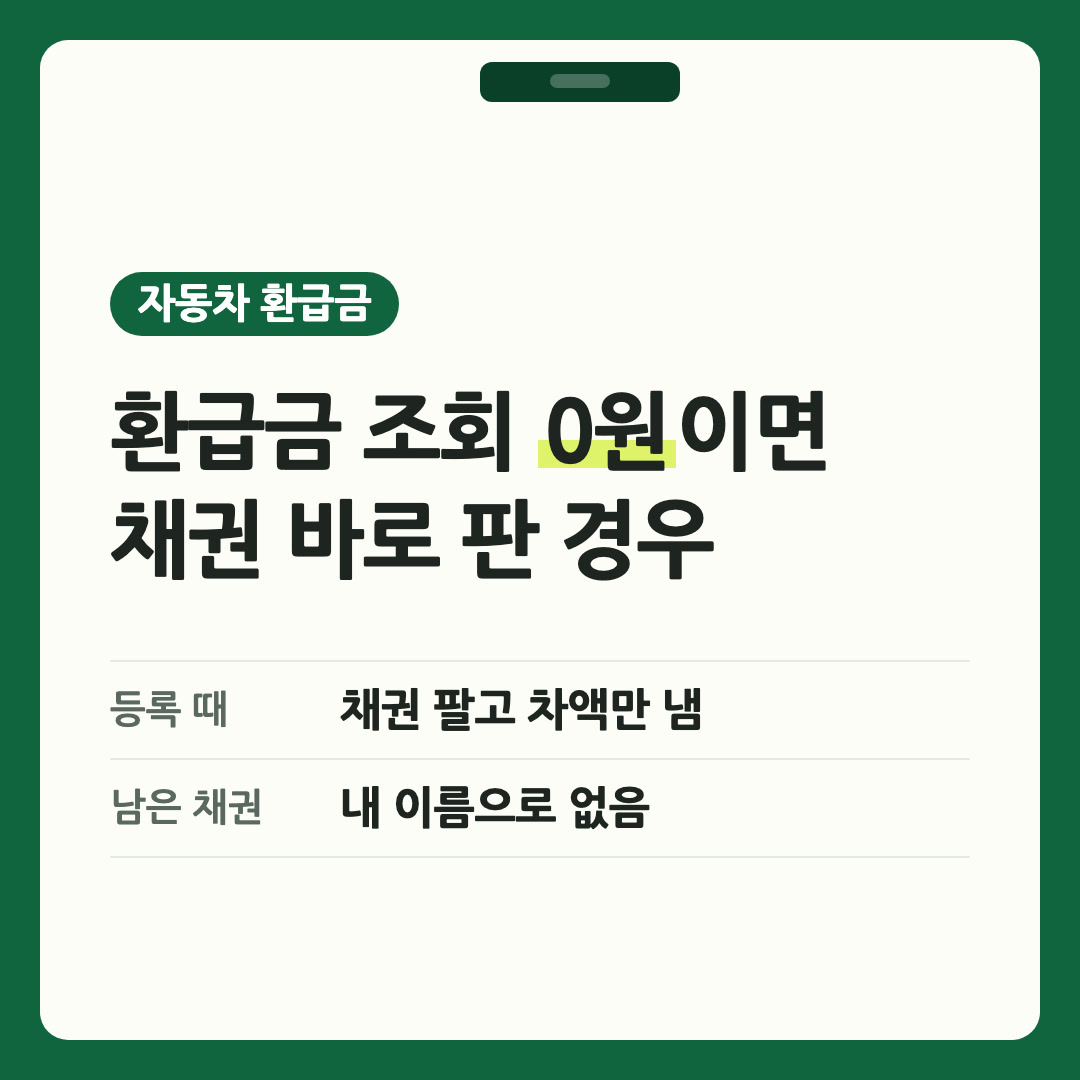 자동차 환급금
환급금 조회 0원이면
채권 바로 판 경우
등록 때 채권 팔고 차액만 냄
남은 채권 내 이름으로 없음